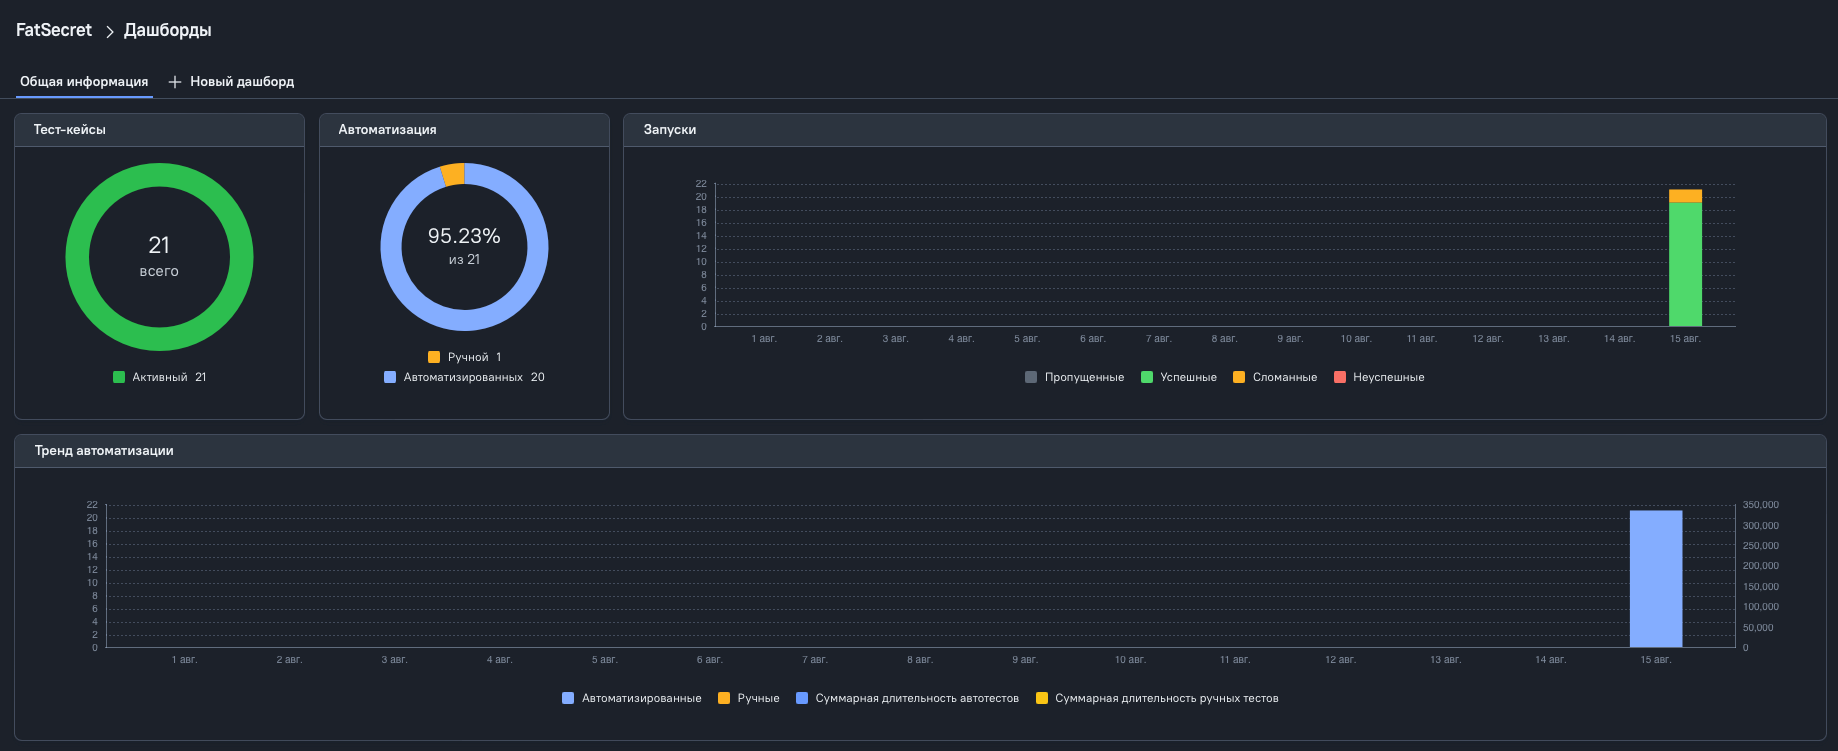 FatSecret > Дашборды
Общая информация + Новый дашборд
Тест-кейсы
21
всего
Активный 21
Автоматизация
95.23%
из 21
Ручной 1
Автоматизированных 20
Запуски
22
20
18
16
14
12
10
8
6
4
2
0
1 авг. 2 авг. 3 авг. 4 авг. 5 авг. 6 авг. 7 авг. 8 авг. 9 авг. 10 авг. 11 авг. 12 авг. 13 авг. 14 авг. 15 авг.
Пропущенные Успешные Сломанные Неуспешные
Тренд автоматизации
22
20
18
16
14
12
10
8
6
4
2
0
350,000
300,000
250,000
200,000
150,000
100,000
50,000
0
1 авг. 2 авг. 3 авг. 4 авг. 5 авг. 6 авг. 7 авг. 8 авг. 9 авг. 10 авг. 11 авг. 12 авг. 13 авг. 14 авг. 15 авг.
Автоматизированные Ручные Суммарная длительность автотестов Суммарная длительность ручных тестов